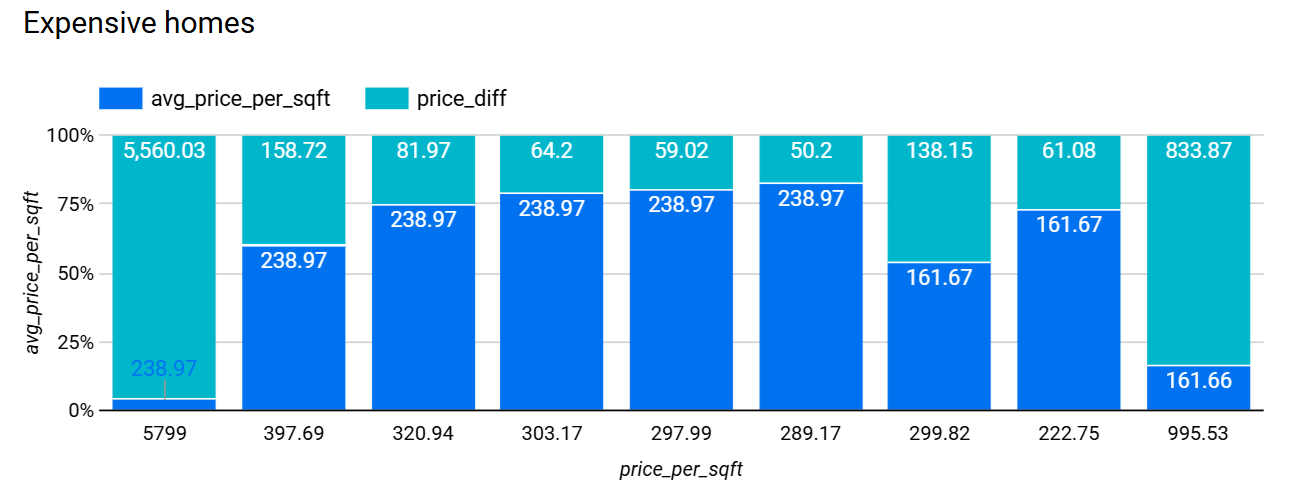 Expensive homes
avg_price_per_sqft price_diff
100%
75%
50%
25%
0%
avg_price_per_sqft
5,560.03 158.72 81.97 64.2 59.02 50.2 138.15 61.08 833.87
238.97 238.97 238.97 238.97 238.97 238.97 161.67 161.67 161.66
5799 397.69 320.94 303.17 297.99 289.17 299.82 222.75 995.53
price_per_sqft